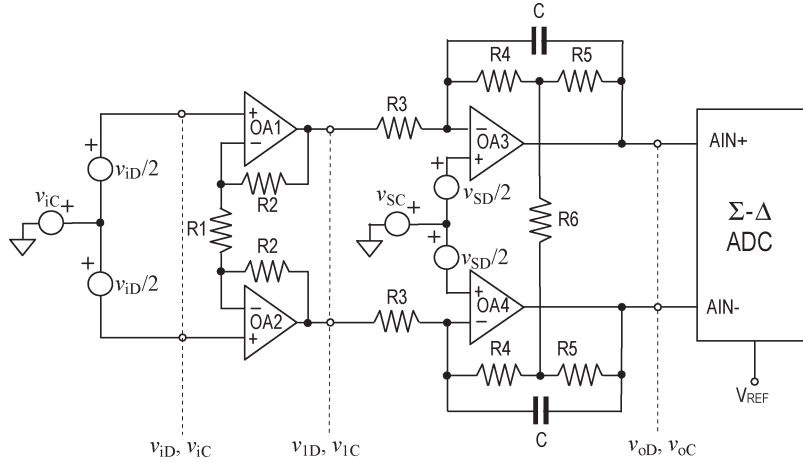 C
R4
R5
R3
+
OA1
−
−
OA3
+
AIN+
+
viD/2
R2
+
vSD/2
viC+
R1
vSC+
R6
Σ-Δ
ADC
+
viD/2
R2
+
vSD/2
R3
+
OA4
−
AIN-
−
OA2
+
R4
R5
VREF
C
viD, viC
v1D, v1C
voD, voC